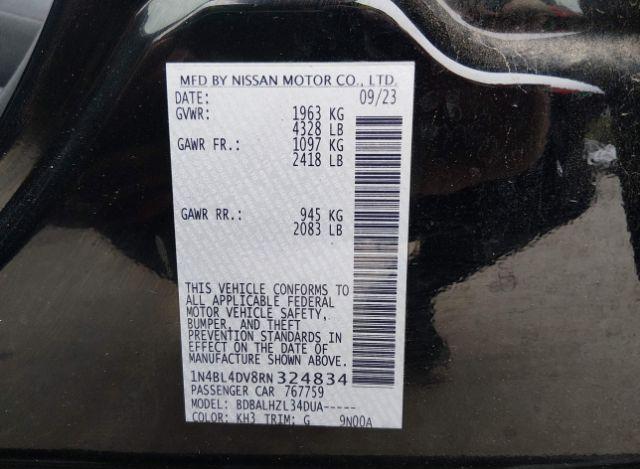 MFD BY NISSAN MOTOR CO., LTD.
DATE: 09/23
GVWR: 1963 KG
4328 LB
GAWR FR.: 1097 KG
2418 LB
GAWR RR.: 945 KG
2083 LB
THIS VEHICLE CONFORMS TO
ALL APPLICABLE FEDERAL
MOTOR VEHICLE SAFETY,
BUMPER, AND THEFT
PREVENTION STANDARDS IN
EFFECT ON THE DATE OF
MANUFACTURE SHOWN ABOVE.
1N4BL4DV8RN324834
PASSENGER CAR 767759
MODEL: BDBALHZL34DUA-----
COLOR: KH3 TRIM: G 9N00A